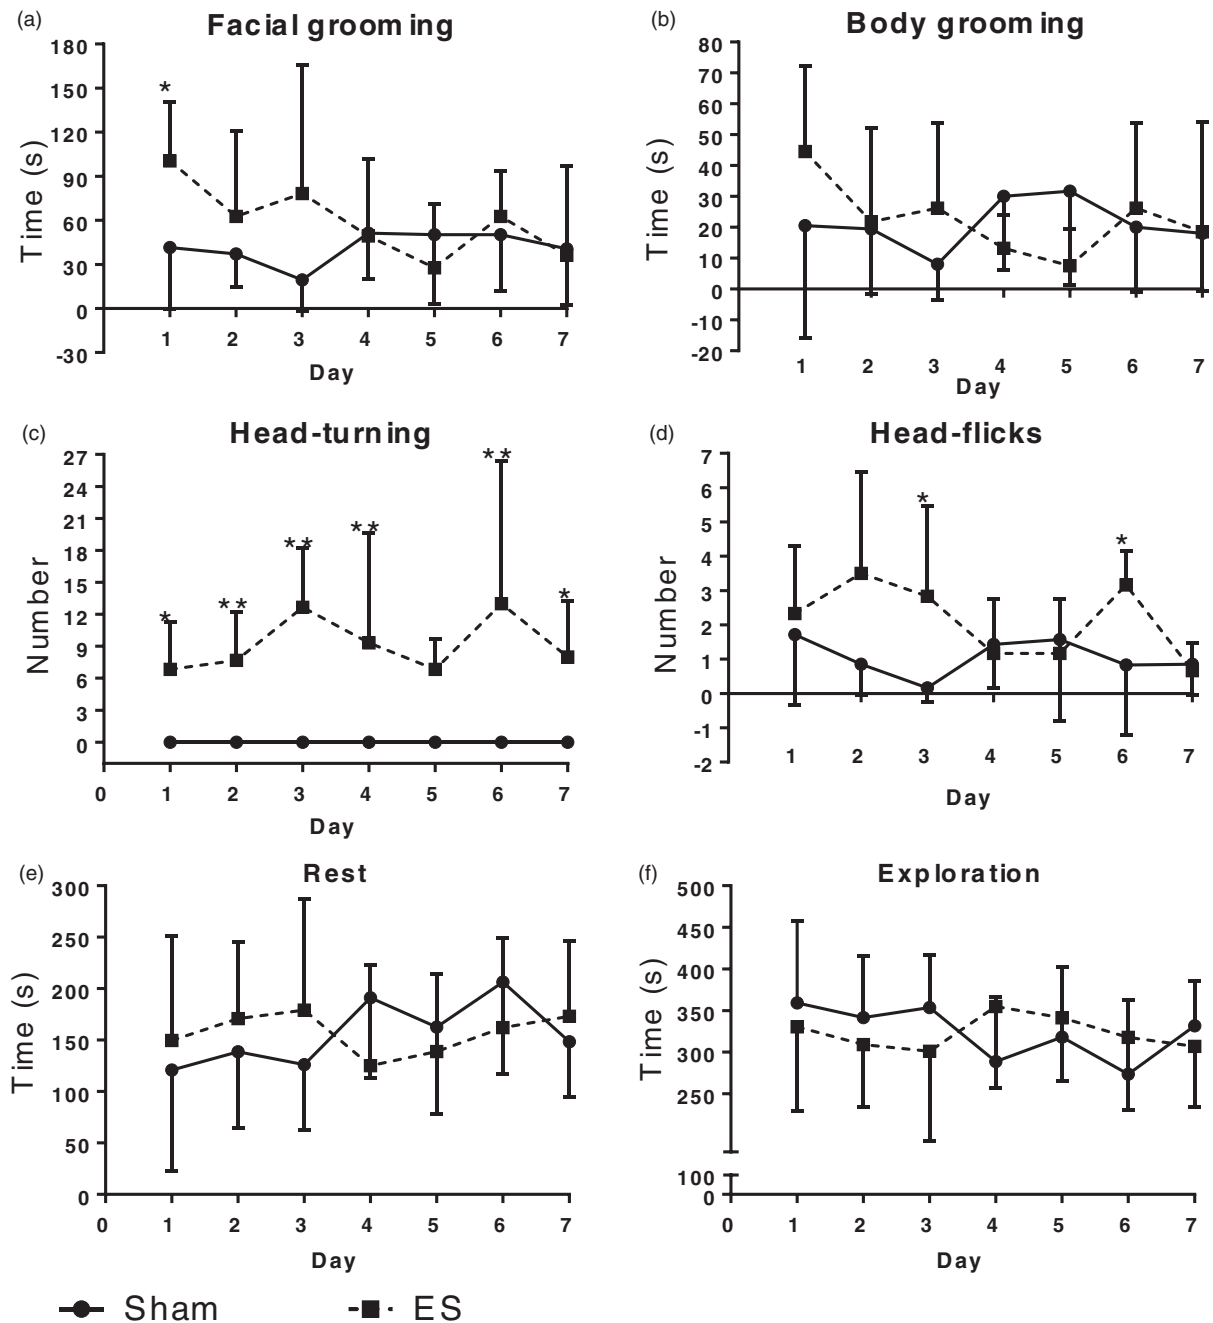 (a) Facial grooming
180
150
120
90
60
30
0
-30
Time (s)
*
1 2 3 4 5 6 7
Day
(b) Body grooming
80
70
60
50
40
30
20
10
0
-10
-20
Time (s)
1 2 3 4 5 6 7
Day
(c) Head-turning
27
24
21
18
15
12
9
6
3
0
Number
* ** ** ** ** *
0 1 2 3 4 5 6 7
Day
(d) Head-flicks
7
6
5
4
3
2
1
0
-1
-2
Number
* *
1 2 3 4 5 6 7
Day
(e) Rest
300
250
200
150
100
50
0
Time (s)
0 1 2 3 4 5 6 7
Day
(f) Exploration
500
450
400
350
300
250
100
0
Time (s)
0 1 2 3 4 5 6 7
Day
Sham ES